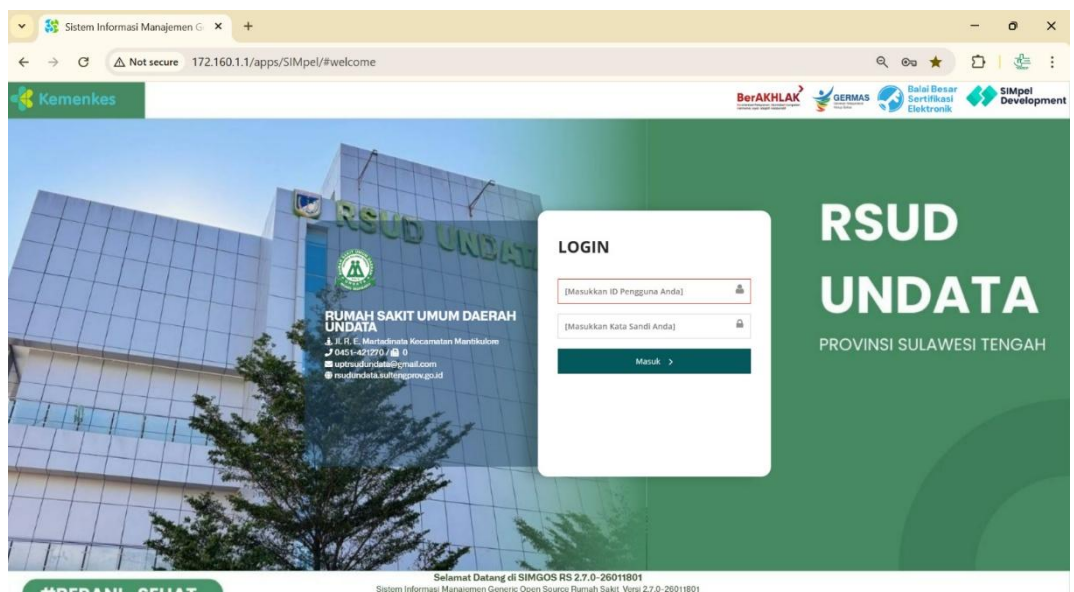 Sistem Informasi Manajemen G
Not secure 172.160.1.1/apps/SIMpel/#welcome
Kemenkes
BerAKHLAK
GERMAS
Balai Besar
Sertifikasi
Elektronik
SIMpel
Development
RSUD UNDATA
RUMAH SAKIT UMUM DAERAH
UNDATA
Jl. R. E. Martadinata Kecamatan Mantikulore
0451-421270 / 0
uptrsudundata@gmail.com
rsudundata.sultengprov.go.id
LOGIN
[Masukkan ID Pengguna Anda]
[Masukkan Kata Sandi Anda]
Masuk >
RSUD
UNDATA
PROVINSI SULAWESI TENGAH
Selamat Datang di SIMGOS RS 2.7.0-26011801
Sistem Informasi Manajemen Generic Open Source Rumah Sakit Versi 2.7.0-26011801